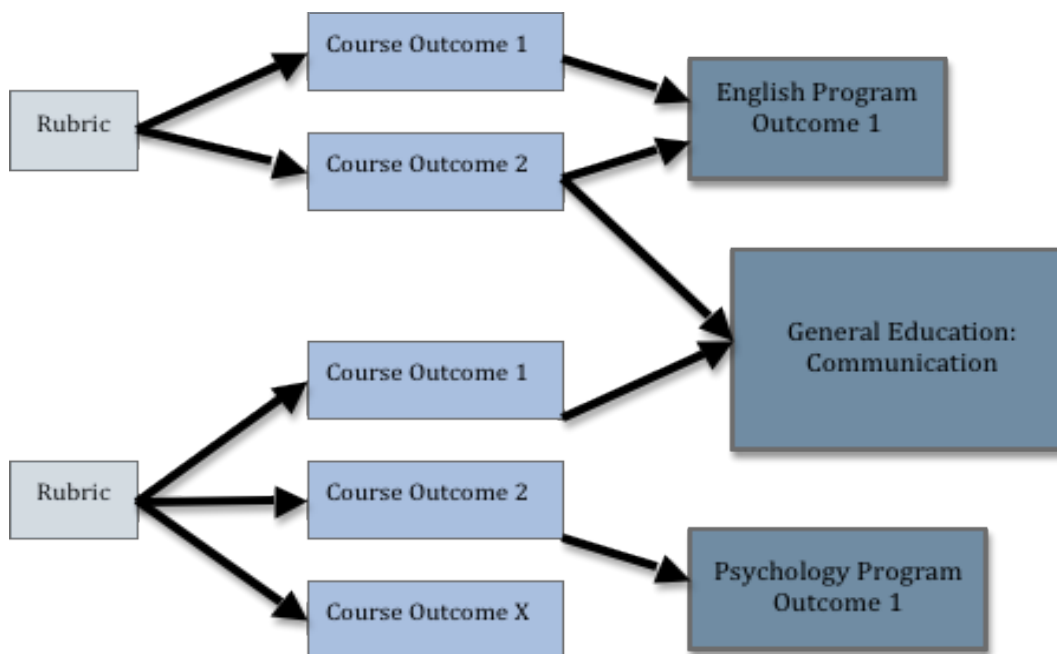 Course Outcome 1
English Program
Outcome 1
Rubric
Course Outcome 2
General Education:
Communication
Course Outcome 1
Rubric
Course Outcome 2
Psychology Program
Outcome 1
Course Outcome X